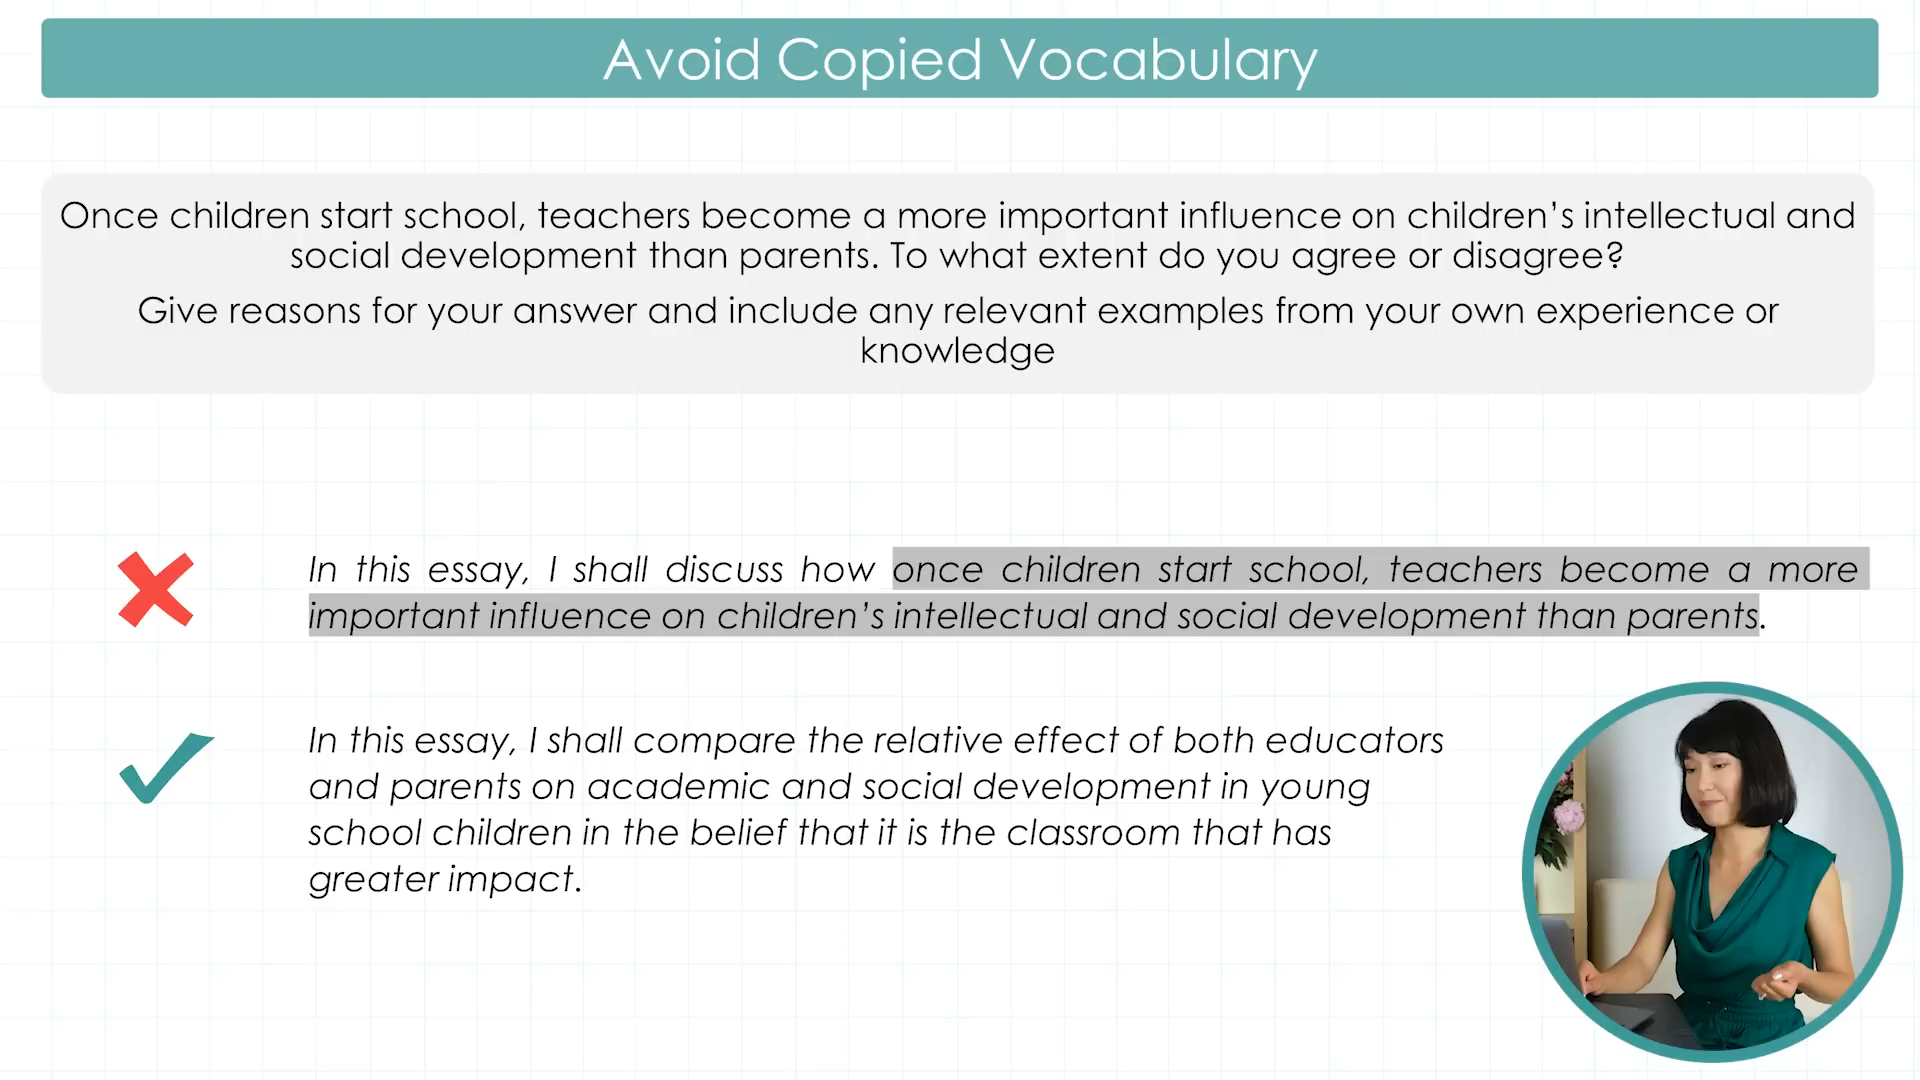 Avoid Copied Vocabulary
Once children start school, teachers become a more important influence on children’s intellectual and
social development than parents. To what extent do you agree or disagree?
Give reasons for your answer and include any relevant examples from your own experience or
knowledge
In this essay, I shall discuss how once children start school, teachers become a more
important influence on children’s intellectual and social development than parents.
In this essay, I shall compare the relative effect of both educators
and parents on academic and social development in young
school children in the belief that it is the classroom that has
greater impact.